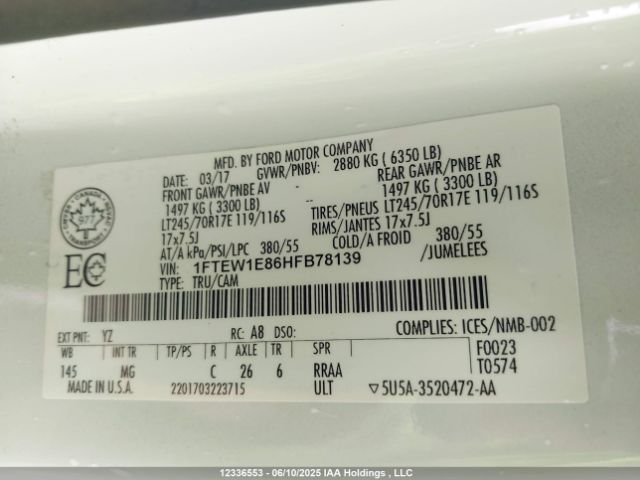 MFD. BY FORD MOTOR COMPANY
DATE: 03/17 GVWR/PNBV: 2880 KG ( 6350 LB)
FRONT GAWR/PNBE AV REAR GAWR/PNBE AR
1497 KG ( 3300 LB) 1497 KG ( 3300 LB)
LT245/70R17E 119/116S TIRES/PNEUS LT245/70R17E 119/116S
17x7.5J RIMS/JANTES 17x7.5J
AT/A kPa/PSI/LPC 380/55 COLD/A FROID 380/55
VIN: 1FTEW1E86HFB78139 /JUMELEES
TYPE: TRU/CAM
CANADA
977
TRANSPORT
EC
EXT PNT: YZ RC: A8 DSO: COMPLIES: ICES/NMB-002
WB INT TR TP/PS R AXLE TR SPR F0023
145 MG C 26 6 RRAA T0574
MADE IN U.S.A. 2201703223715 ULT ▽5U5A-3520472-AA
12336553 — 06/10/2025 IAA Holdings , LLC